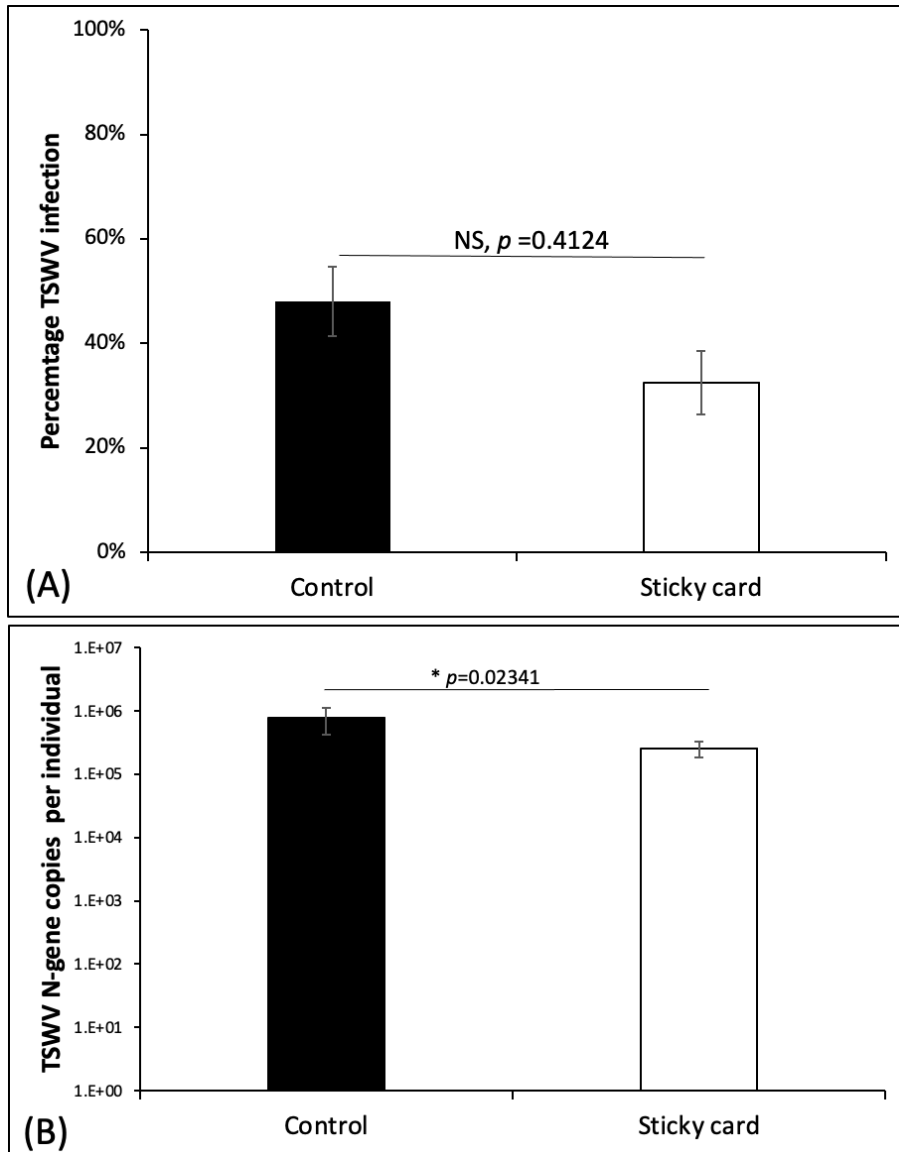 100%
80%
60%
40%
20%
0%
Percemtage TSWV infection
NS, p =0.4124
Control
Sticky card
(A)
1.E+07
1.E+06
1.E+05
1.E+04
1.E+03
1.E+02
1.E+01
1.E+00
TSWV N-gene copies per individual
* p=0.02341
Control
Sticky card
(B)